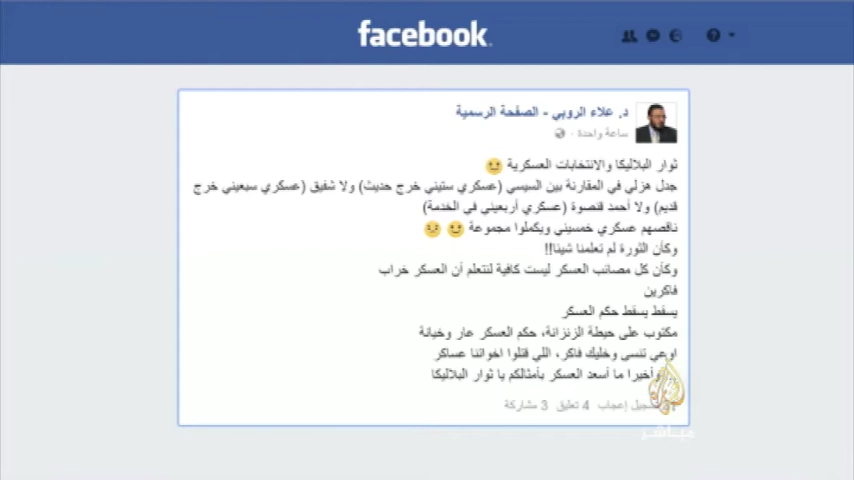 facebook
د. علاء الروبي - الصفحة الرسمية
ساعة واحدة ·
ثوار البلاليكا والانتخابات العسكرية 😐
جدل هزلي في المقارنة بين السيسي (عسكري ستيني خرج حديث) ولا شفيق (عسكري سبعيني خرج
قديم) ولا أحمد قنصوة (عسكري أربعيني في الخدمة)
ناقصهم عسكري خمسيني ويكملوا مجموعة 🙂 😕
وكأن الثورة لم تعلمنا شيئا!!
وكأن كل مصائب العسكر ليست كافية لنتعلم أن العسكر خراب
فاكرين
يسقط يسقط حكم العسكر
مكتوب على حيطة الزنزانة، حكم العسكر عار وخيانة
اوعي تنسى وخليك فاكر، اللي قتلوا اخواتنا عساكر
وأخيرا ما أسعد العسكر بأمثالكم يا ثوار البلاليكا
تسجيل إعجاب 4 تعليق 3 مشاركة
مباشر